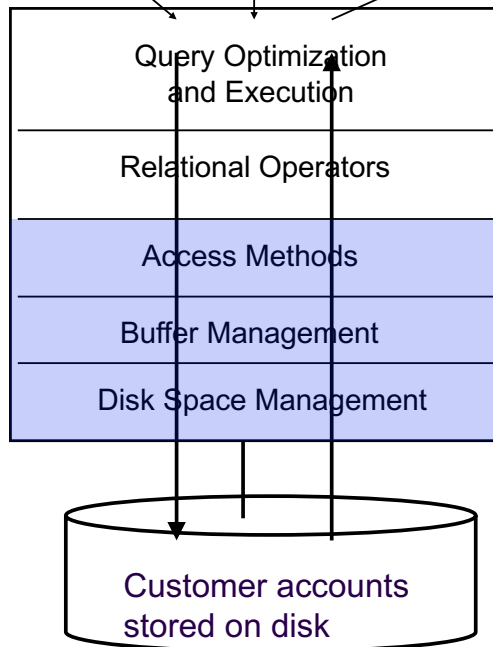 Query Optimization
and Execution
Relational Operators
Access Methods
Buffer Management
Disk Space Management
Customer accounts
stored on disk